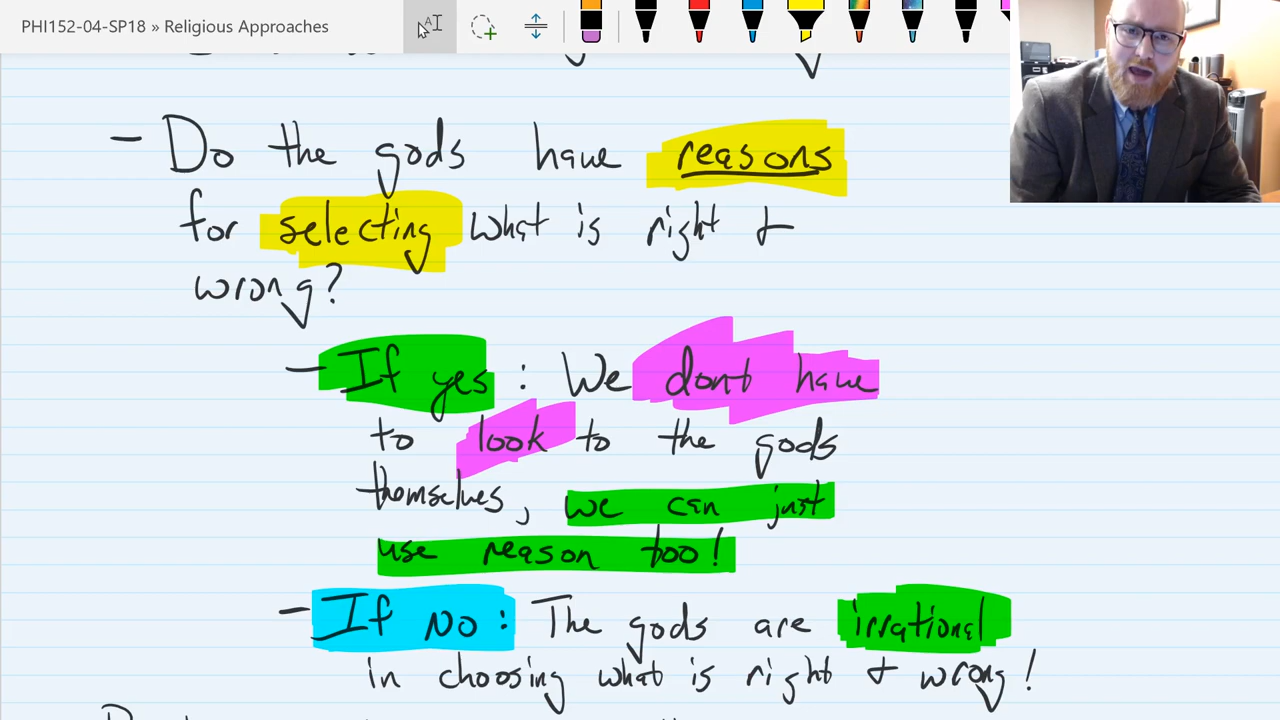 PHI152-04-SP18 » Religious Approaches
- Do the gods have reasons
for selecting what is right &
wrong?
- If yes: We dont have
to look to the gods
themselves, we can just
use reason too!
- If No: The gods are irrational
in choosing what is right & wrong!